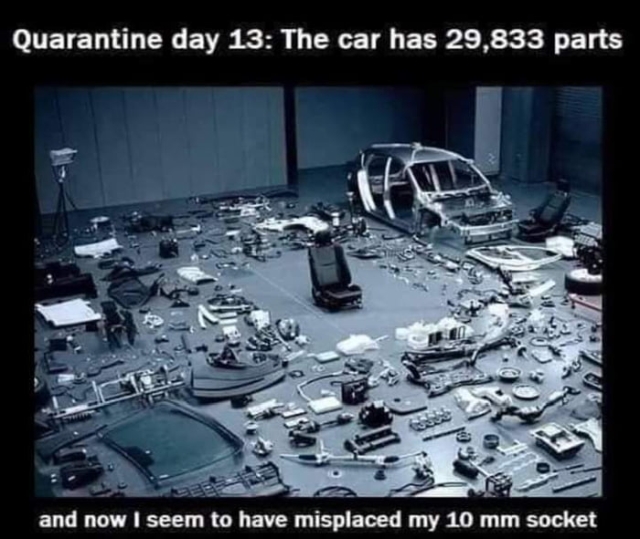 Quarantine day 13: The car has 29,833 parts
and now I seem to have misplaced my 10 mm socket